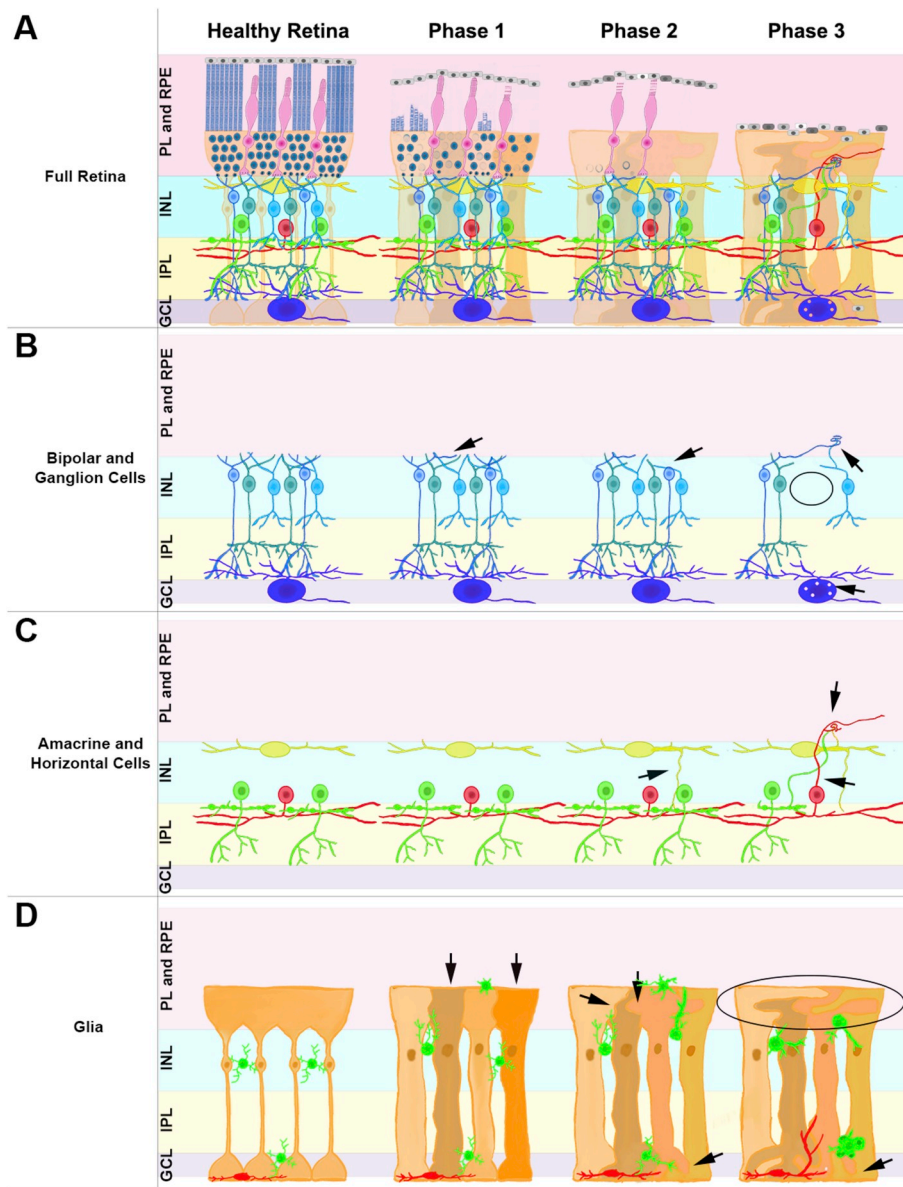 A
Healthy Retina Phase 1 Phase 2 Phase 3
Full Retina
PL and RPE
INL
IPL
GCL
B
Bipolar and
Ganglion Cells
PL and RPE
INL
IPL
GCL
C
Amacrine and
Horizontal Cells
PL and RPE
INL
IPL
GCL
D
Glia
PL and RPE
INL
IPL
GCL